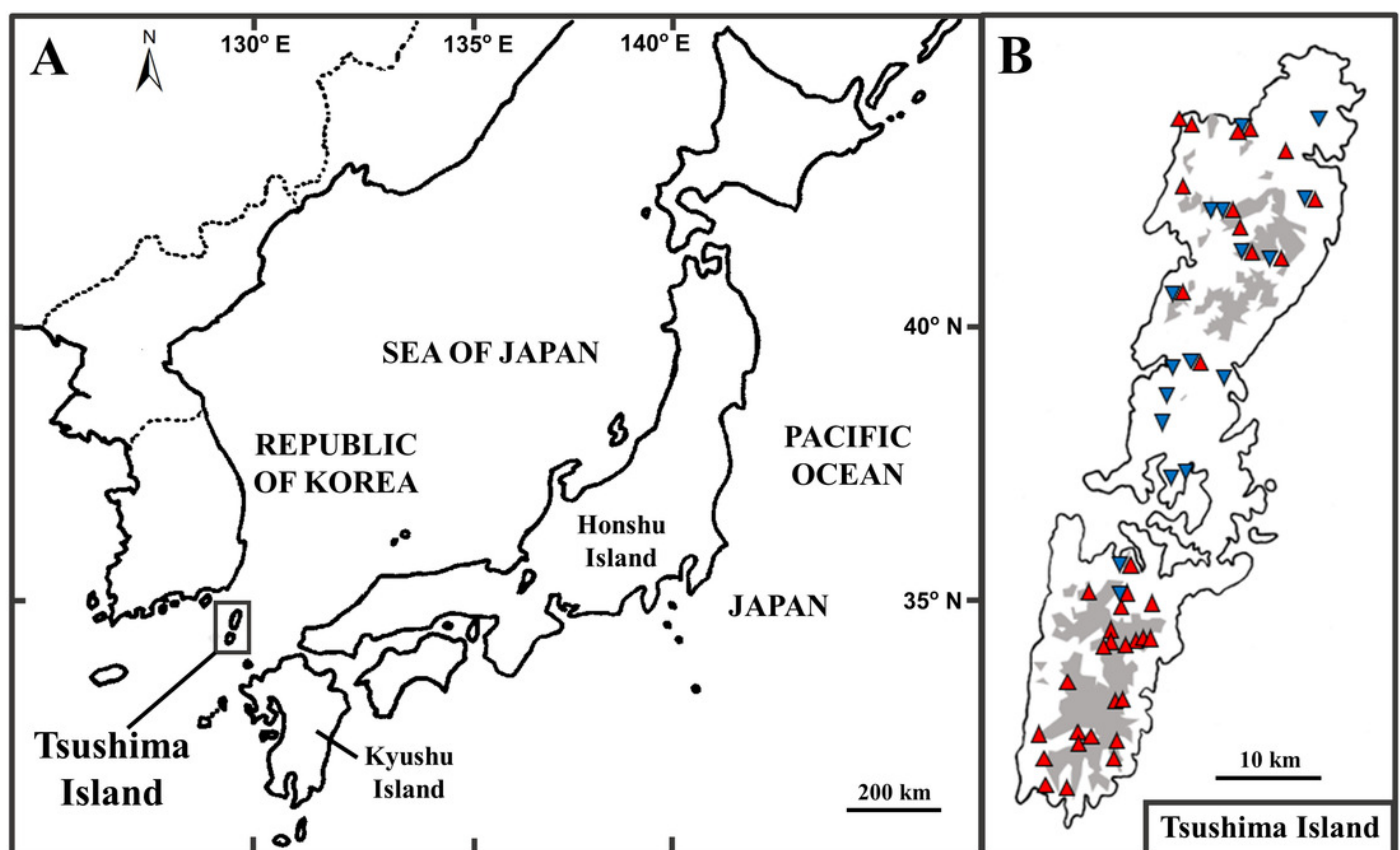 A
N
130° E
135° E
140° E
B
40° N
SEA OF JAPAN
REPUBLIC
OF KOREA
PACIFIC
OCEAN
Honshu
Island
JAPAN
35° N
Tsushima
Island
Kyushu
Island
200 km
10 km
Tsushima Island